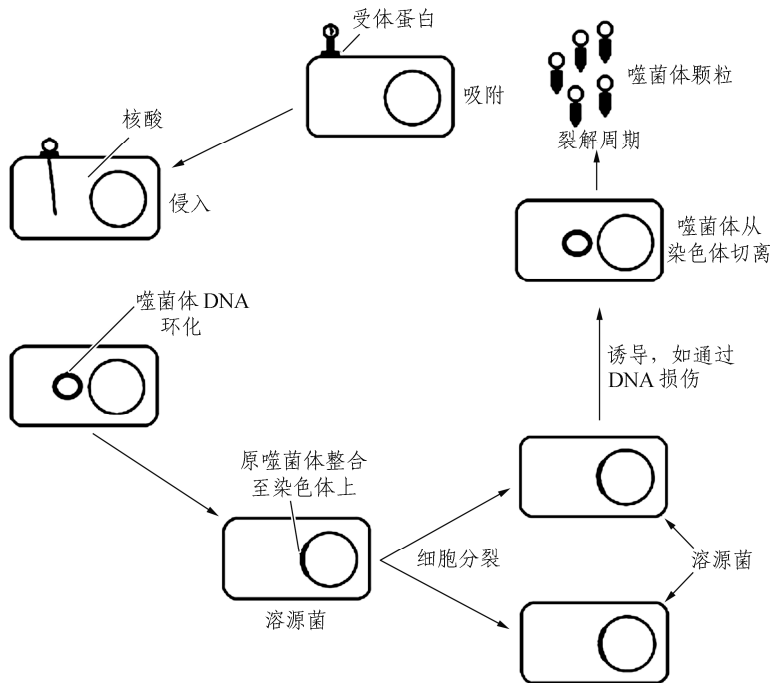 受体蛋白
吸附
核酸
侵入
噬菌体 DNA
环化
原噬菌体整合
至染色体上
溶源菌
细胞分裂
溶源菌
诱导，如通过
DNA 损伤
噬菌体从
染色体切离
裂解周期
噬菌体颗粒